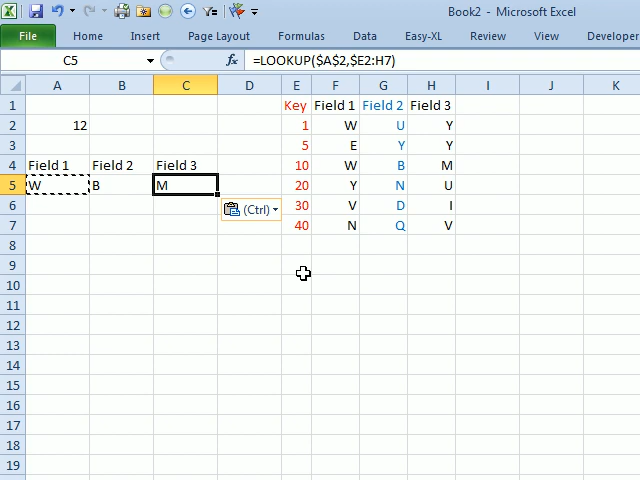 Book2 - Microsoft Excel
File Home Insert Page Layout Formulas Data Easy-XL Review View Developer
C5 fx =LOOKUP($A$2,$E2:H7)
A B C D E F G H I J K
1 Key Field 1 Field 2 Field 3
2 12 1 W U Y
3 5 E Y Y
4 Field 1 Field 2 Field 3 10 W B M
5 W B M 20 Y N U
6 (Ctrl) 30 V D I
7 40 N Q V
8
9
10
11
12
13
14
15
16
17
18
19